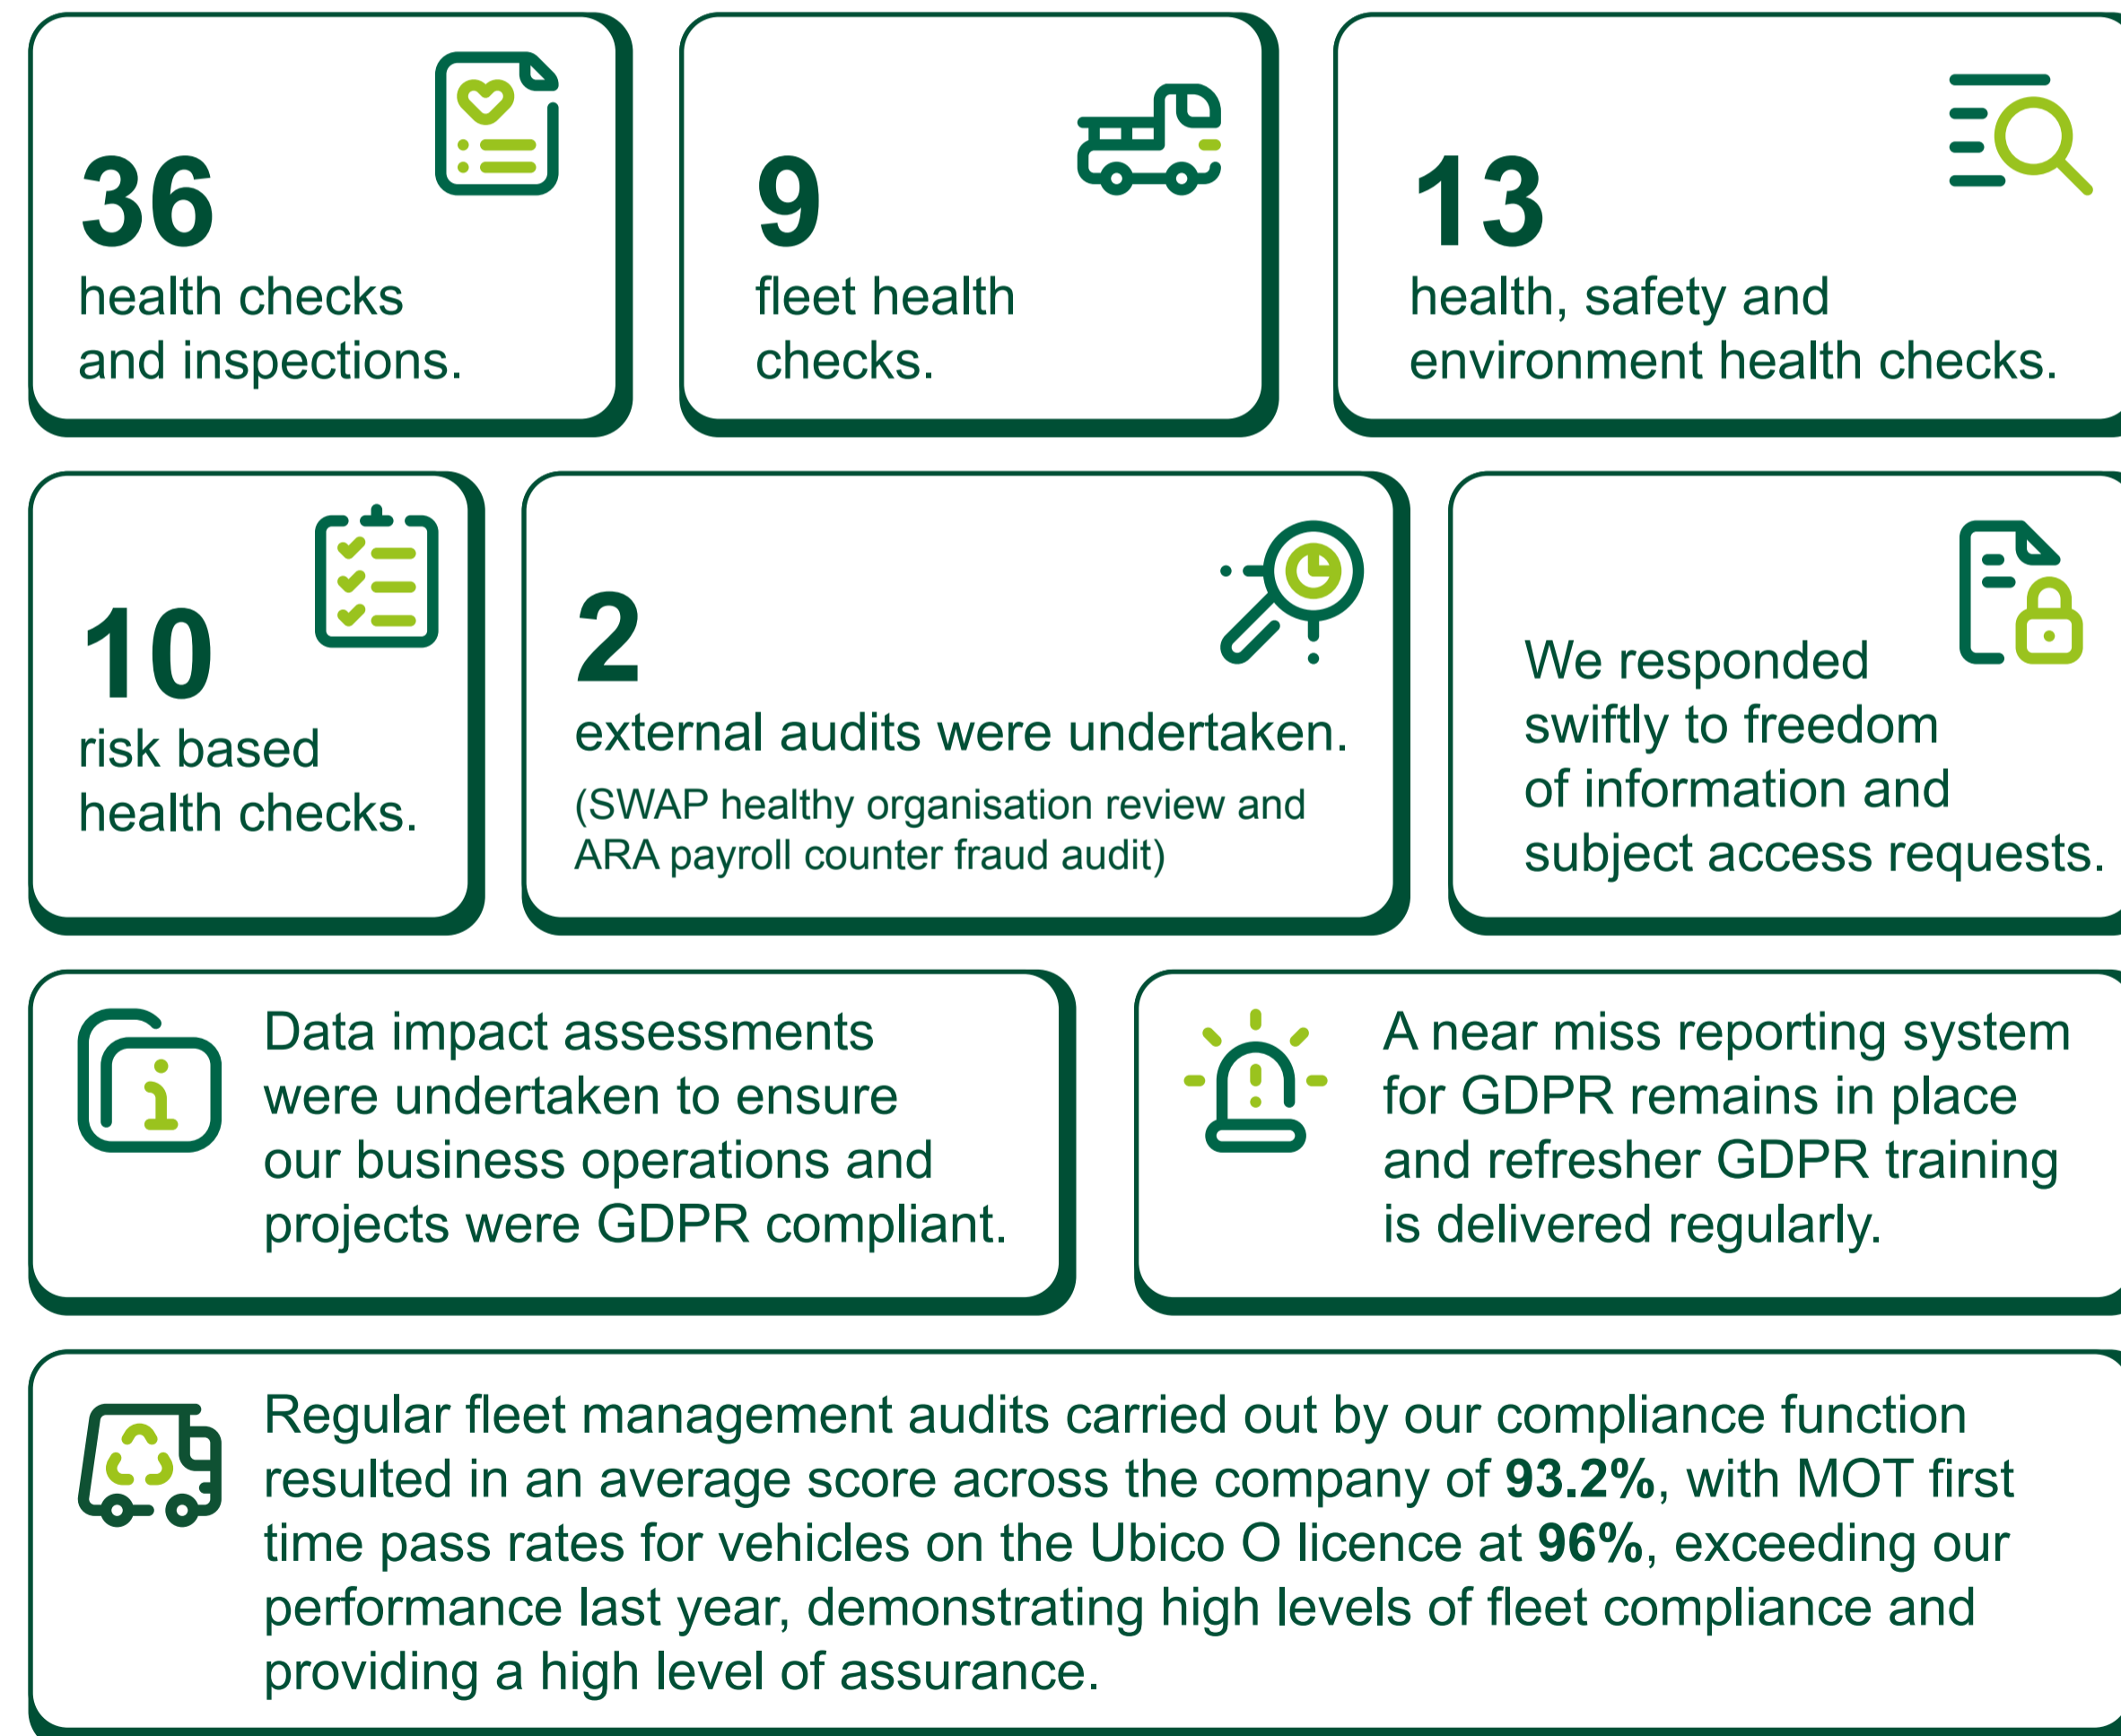 36
health checks
and inspections.
9
fleet health
checks.
13
health, safety and
environment health checks.
10
risk based
health checks.
2
external audits were undertaken.
(SWAP healthy organisation review and
ARA payroll counter fraud audit)
We responded
swiftly to freedom
of information and
subject access requests.
Data impact assessments
were undertaken to ensure
our business operations and
projects were GDPR compliant.
A near miss reporting system
for GDPR remains in place
and refresher GDPR training
is delivered regularly.
Regular fleet management audits carried out by our compliance function
resulted in an average score across the company of 93.2%, with MOT first
time pass rates for vehicles on the Ubico O licence at 96%, exceeding our
performance last year, demonstrating high levels of fleet compliance and
providing a high level of assurance.